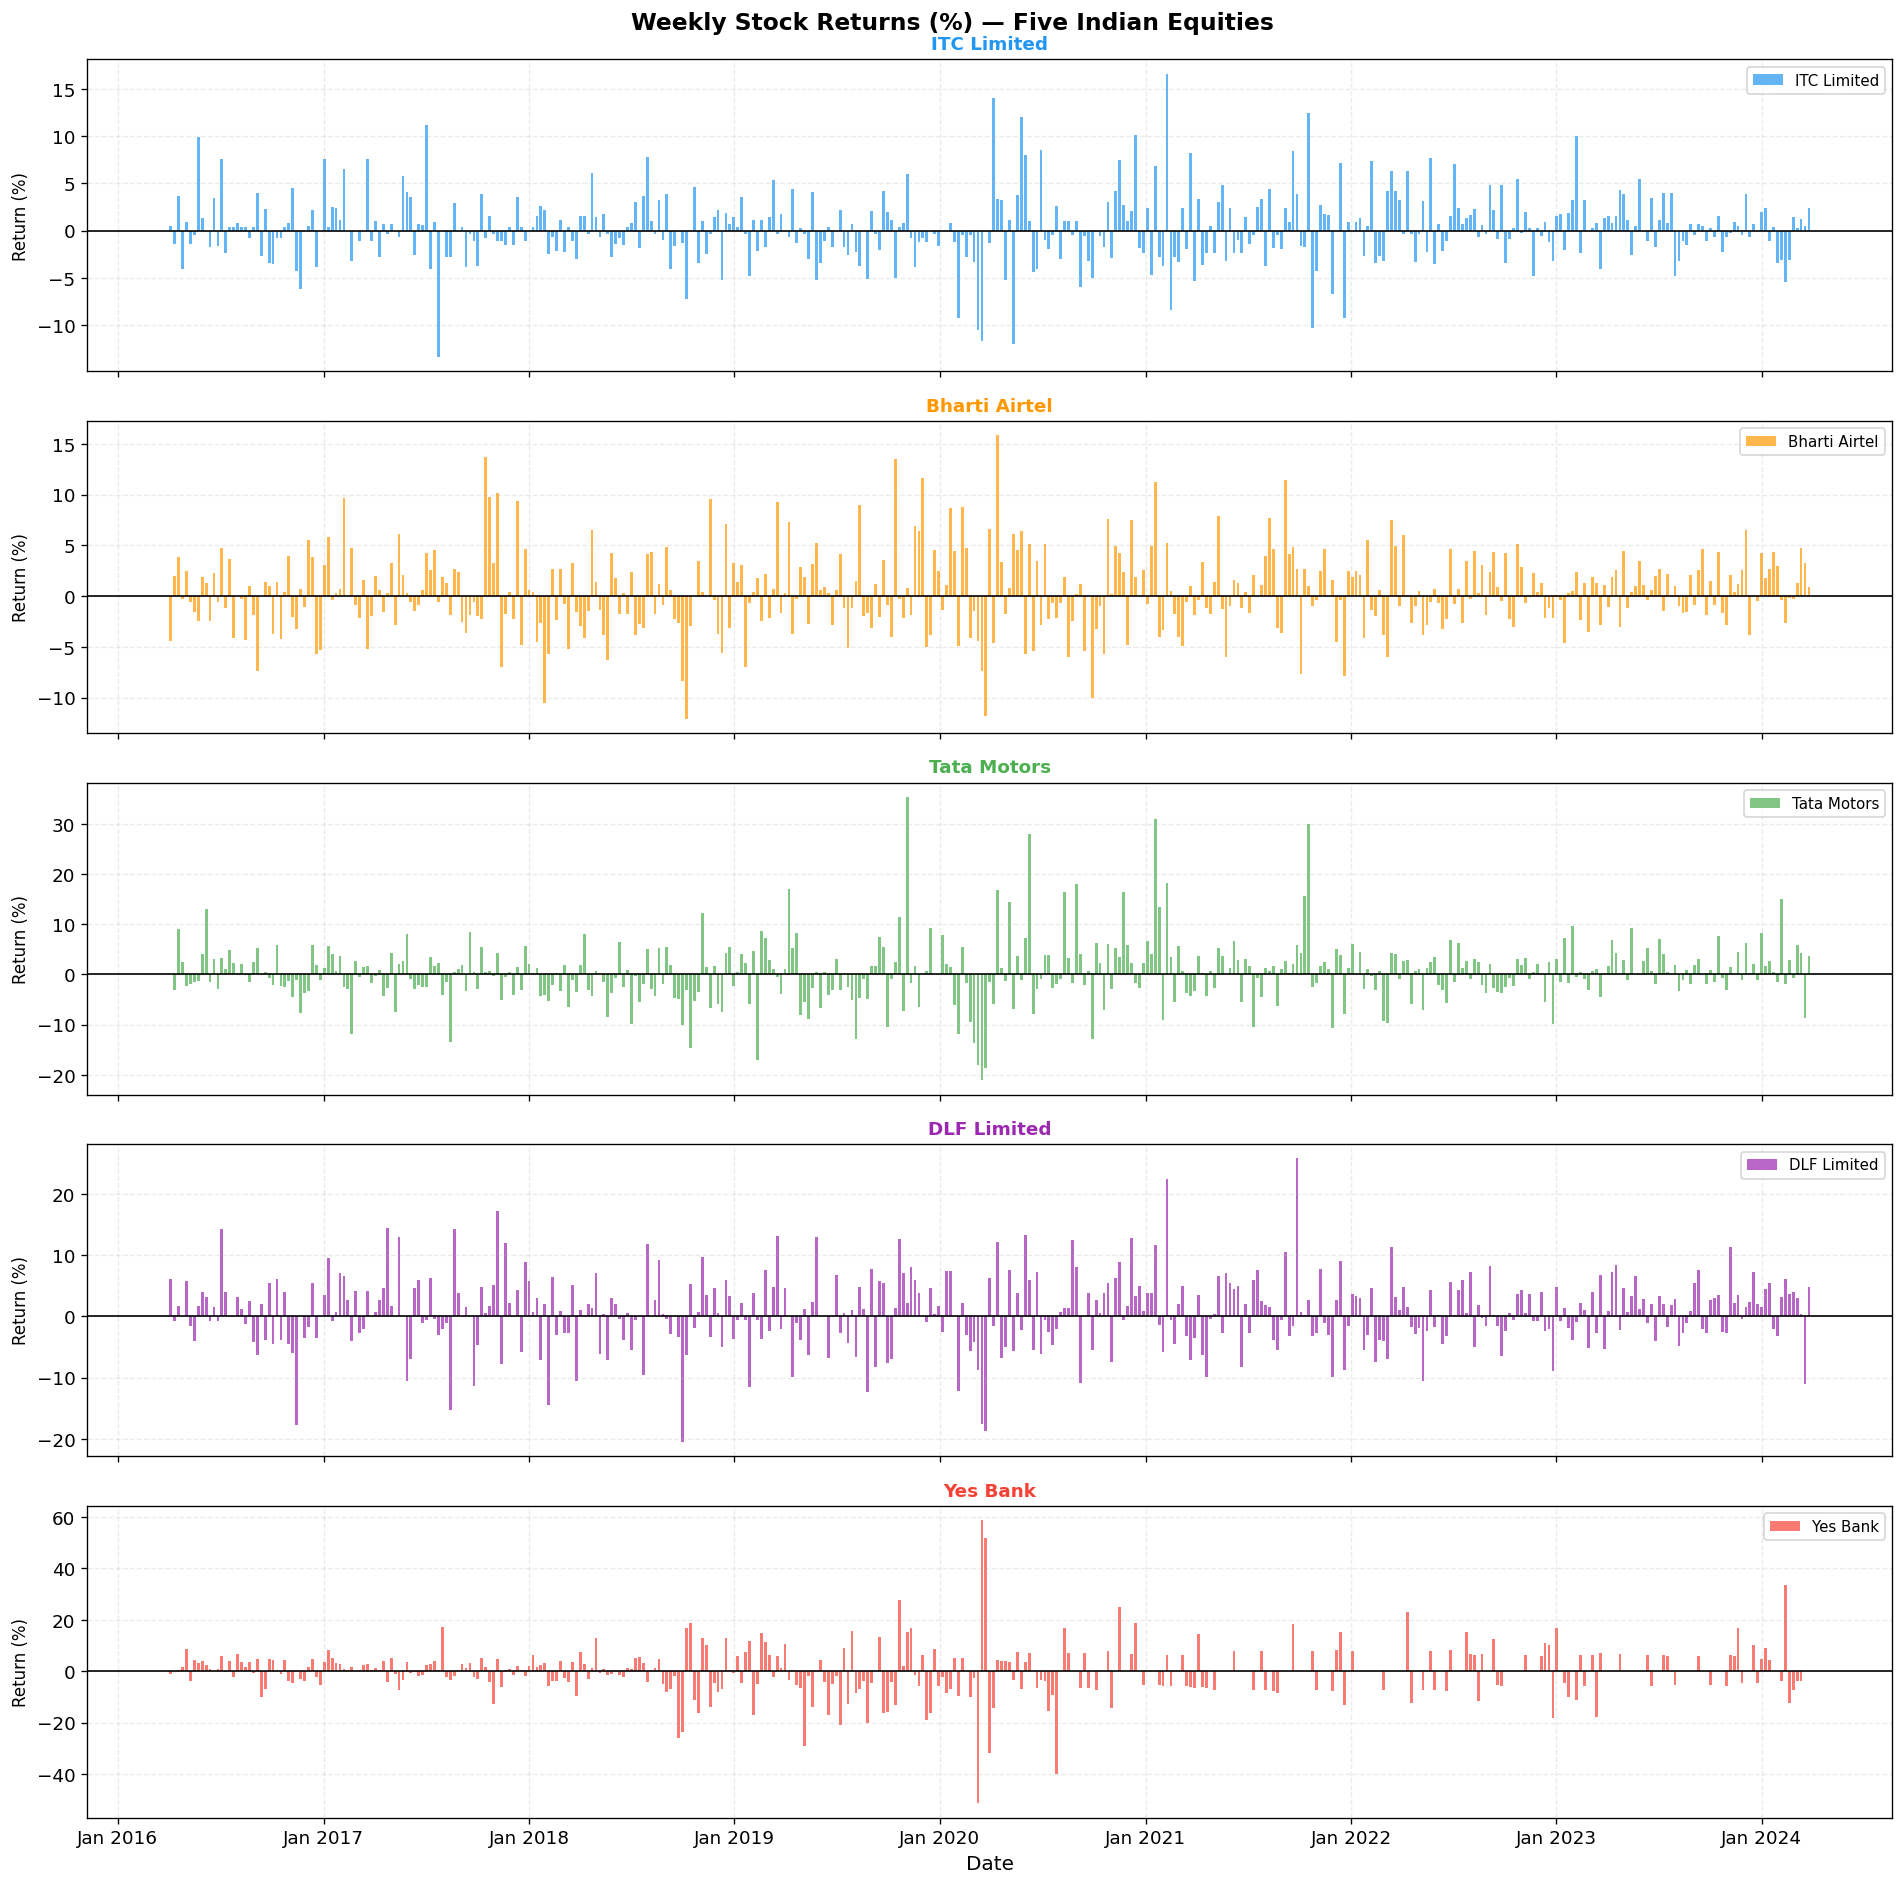 Weekly Stock Returns (%) — Five Indian Equities
ITC Limited
ITC Limited
Return (%)
15
10
5
0
−5
−10
Bharti Airtel
Bharti Airtel
Return (%)
15
10
5
0
−5
−10
Tata Motors
Tata Motors
Return (%)
30
20
10
0
−10
−20
DLF Limited
DLF Limited
Return (%)
20
10
0
−10
−20
Yes Bank
Yes Bank
Return (%)
60
40
20
0
−20
−40
Jan 2016 Jan 2017 Jan 2018 Jan 2019 Jan 2020 Jan 2021 Jan 2022 Jan 2023 Jan 2024
Date